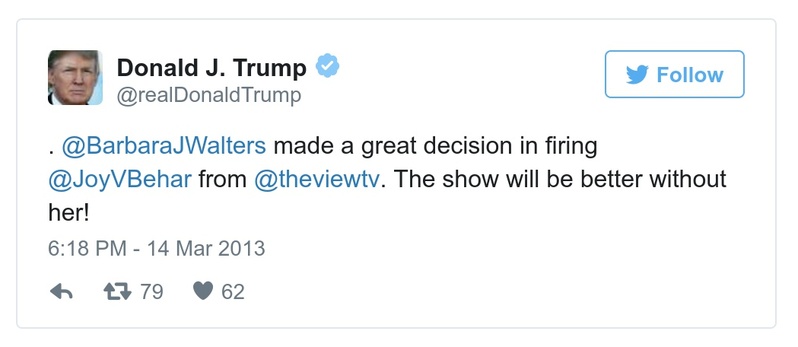 Donald J. Trump
@realDonaldTrump
Follow
. @BarbaraJWalters made a great decision in firing
@JoyVBehar from @theviewtv. The show will be better without
her!
6:18 PM - 14 Mar 2013
79 62